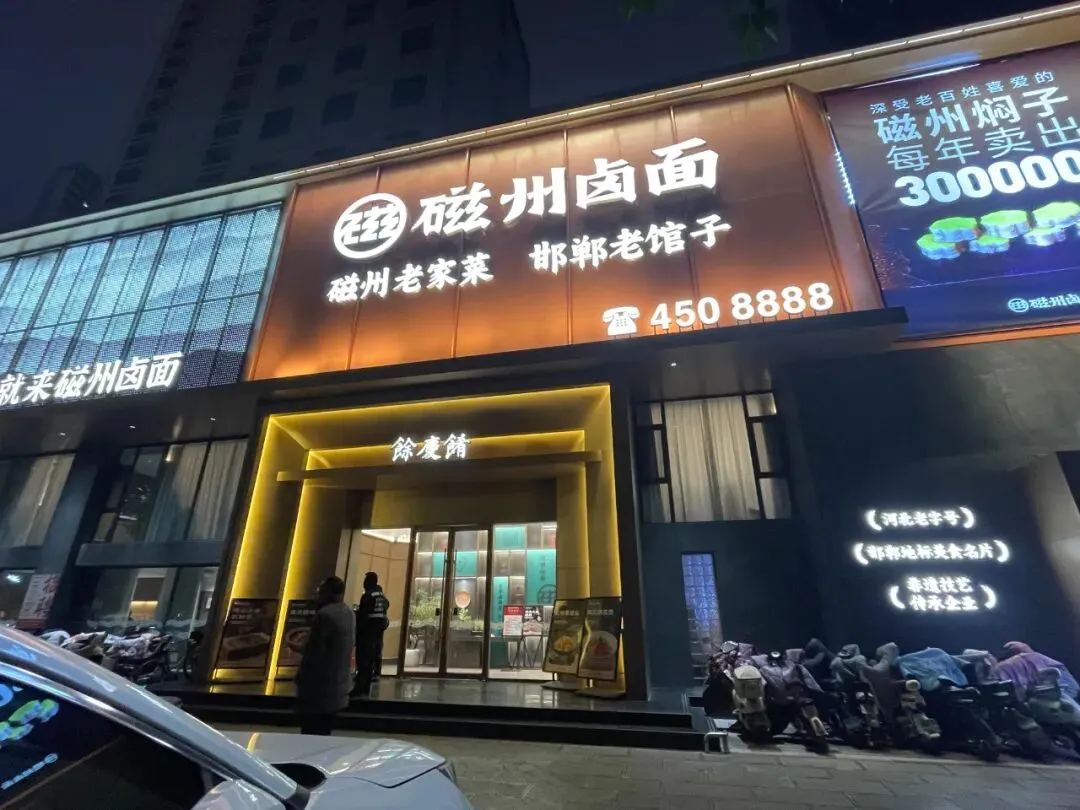 磁州卤面
磁州老家菜 邯郸老馆子
450 8888
深受老百姓喜爱的
磁州焖子
每年卖出
300000
磁州卤
就来磁州卤面
餘慶餚
河北老字号
邯郸地标美食名片
非遗技艺
传承企业